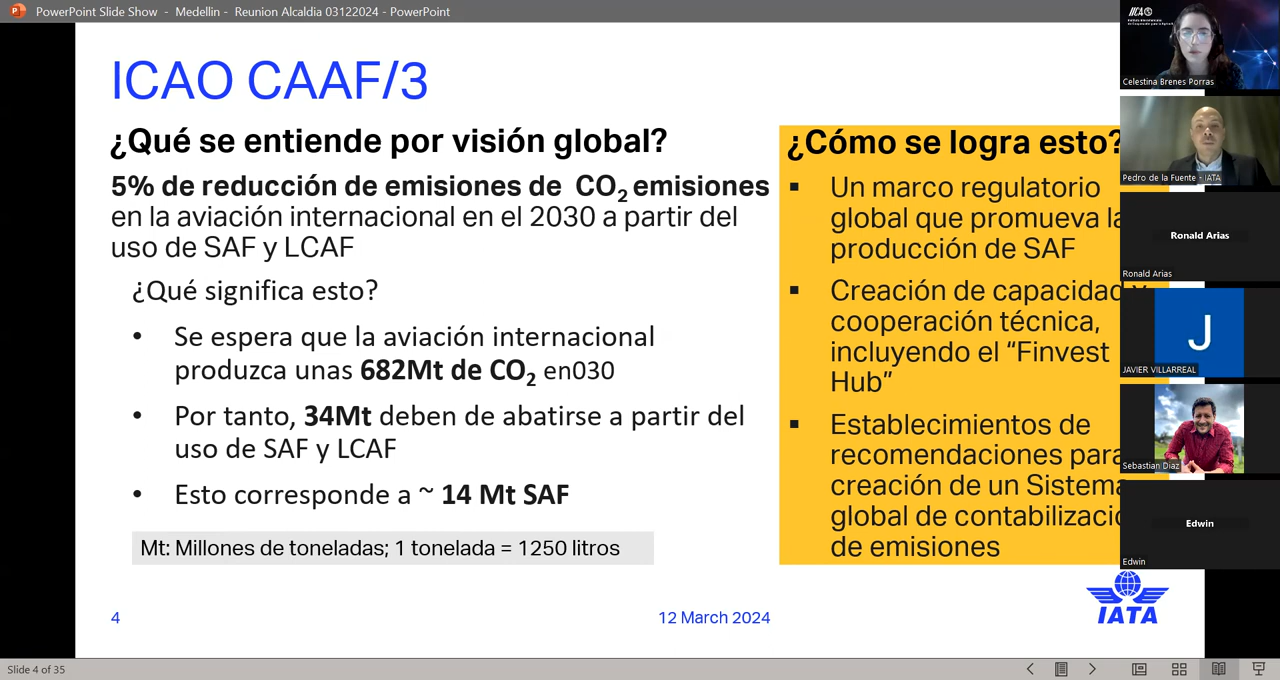 PowerPoint Slide Show - Medellin - Reunion Alcaldia 03122024 - PowerPoint
ICAO CAAF/3
¿Qué se entiende por visión global?
5% de reducción de emisiones de CO2 emisiones
en la aviación internacional en el 2030 a partir del
uso de SAF y LCAF
¿Qué significa esto?
• Se espera que la aviación internacional
produzca unas 682Mt de CO2 en030
• Por tanto, 34Mt deben de abatirse a partir del
uso de SAF y LCAF
• Esto corresponde a ~ 14 Mt SAF
Mt: Millones de toneladas; 1 tonelada = 1250 litros
¿Cómo se logra esto?
▪ Un marco regulatorio
global que promueva la
producción de SAF
▪ Creación de capacidad y
cooperación técnica,
incluyendo el “Finvest
Hub”
▪ Establecimientos de
recomendaciones para
creación de un Sistema
global de
de emisiones
4
12 March 2024
IATA
IICA
Celestina Brenes Porras
Pedro de la Fuente - IATA
Ronald Arias
Ronald Arias
J
JAVIER VILLARREAL
Sebastian Diaz
Edwin
Edwin
Slide 4 of 35